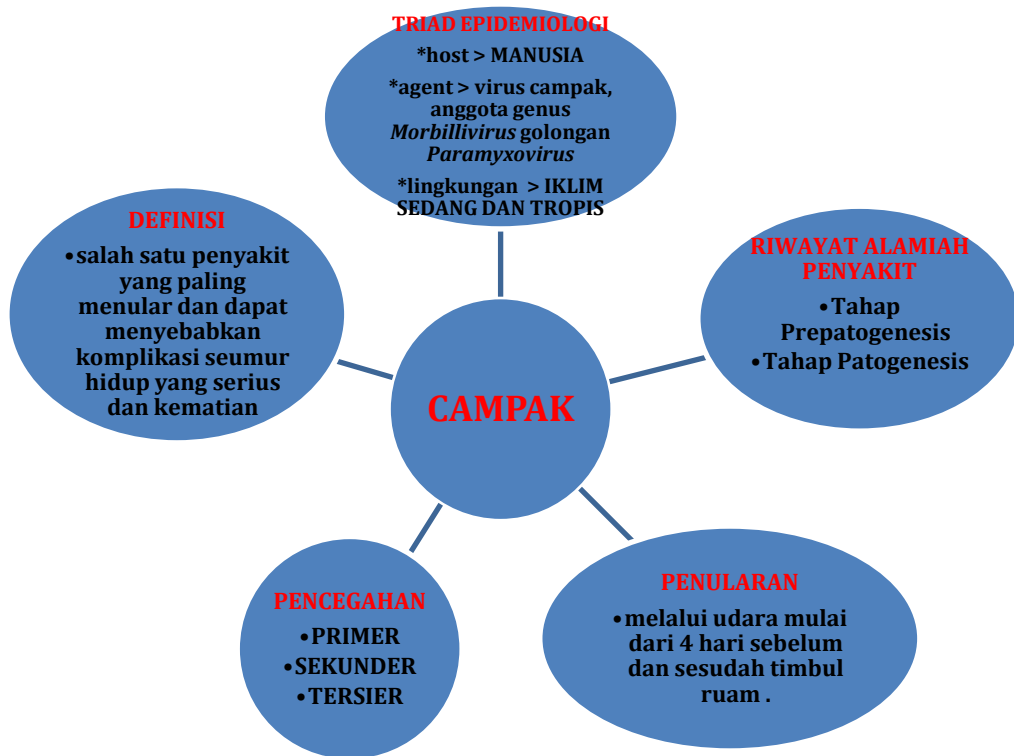 TRIAD EPIDEMIOLOGI
*host > MANUSIA
*agent > virus campak,
anggota genus
Morbillivirus golongan
Paramyxovirus
*lingkungan > IKLIM
SEDANG DAN TROPIS
DEFINISI
•salah satu penyakit
yang paling
menular dan dapat
menyebabkan
komplikasi seumur
hidup yang serius
dan kematian
RIWAYAT ALAMIAH
PENYAKIT
•Tahap
Prepatogenesis
•Tahap Patogenesis
CAMPAK
PENCEGAHAN
•PRIMER
•SEKUNDER
•TERSIER
PENULARAN
•melalui udara mulai
dari 4 hari sebelum
dan sesudah timbul
ruam .